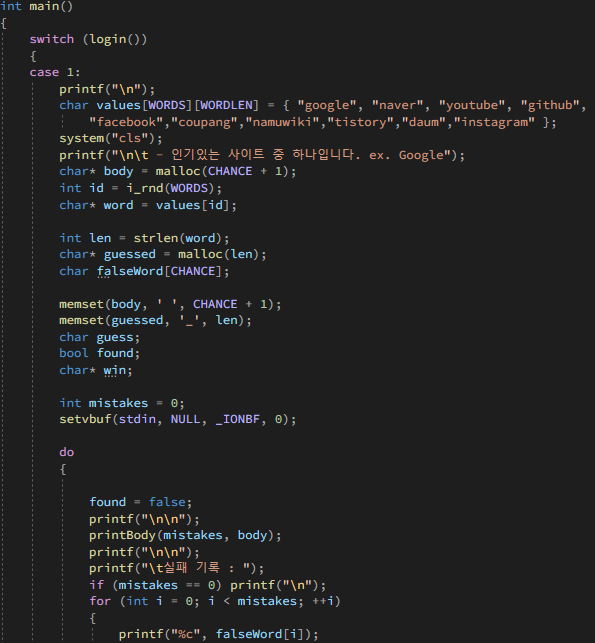 int main()
{
switch (login())
{
case 1:
printf("\n");
char values[WORDS][WORDLEN] = { "google", "naver", "youtube", "github",
"facebook","coupang","namuwiki","tistory","daum","instagram" };
system("cls");
printf("\n\t - 인기있는 사이트 중 하나입니다. ex. Google");
char* body = malloc(CHANCE + 1);
int id = i_rnd(WORDS);
char* word = values[id];
int len = strlen(word);
char* guessed = malloc(len);
char falseWord[CHANCE];
memset(body, ' ', CHANCE + 1);
memset(guessed, '_', len);
char guess;
bool found;
char* win;
int mistakes = 0;
setvbuf(stdin, NULL, _IONBF, 0);
do
{
found = false;
printf("\n\n");
printBody(mistakes, body);
printf("\n\n");
printf("\t실패 기록 : ");
if (mistakes == 0) printf("\n");
for (int i = 0; i < mistakes; ++i)
{
printf("%c", falseWord[i]);